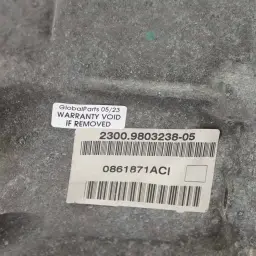 GlobalParts 05/23
WARRANTY VOID
IF REMOVED
2300.9803238-05
0861871ACI